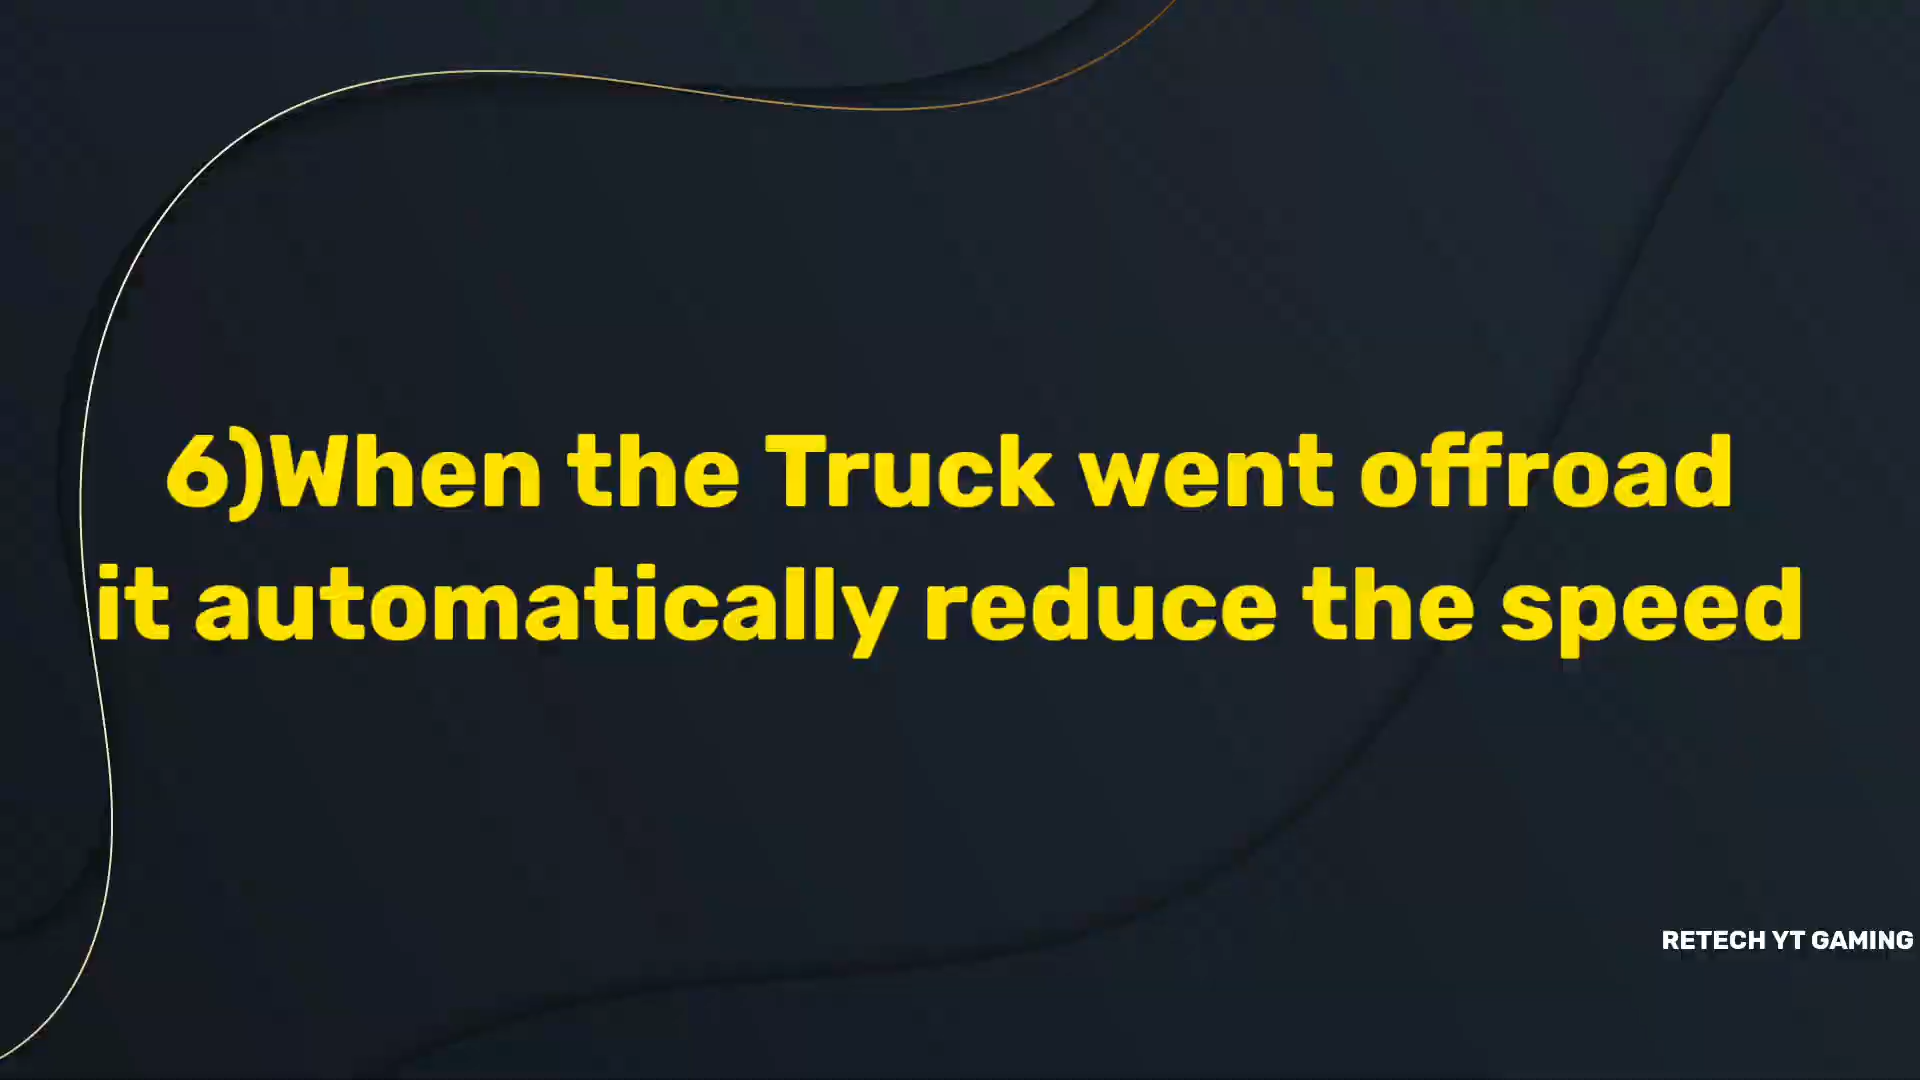 6)When the Truck went offroad
it automatically reduce the speed
RETECH YT GAMING